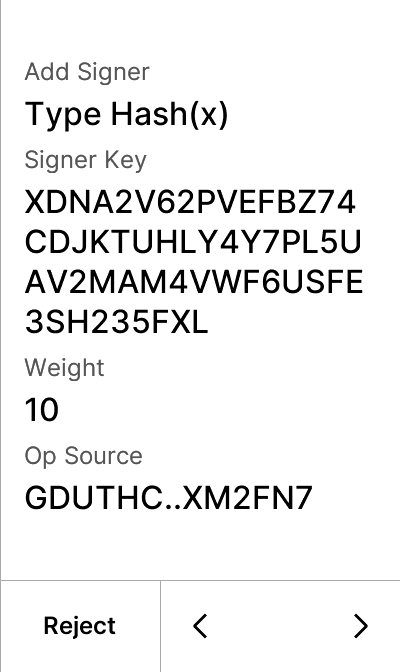 Add Signer
Type Hash(x)
Signer Key
XDNA2V62PVEFBZ74
CDJKTUHLY4Y7PL5U
AV2MAM4VWF6USFE
3SH235FXL
Weight
10
Op Source
GDUTHC..XM2FN7
Reject